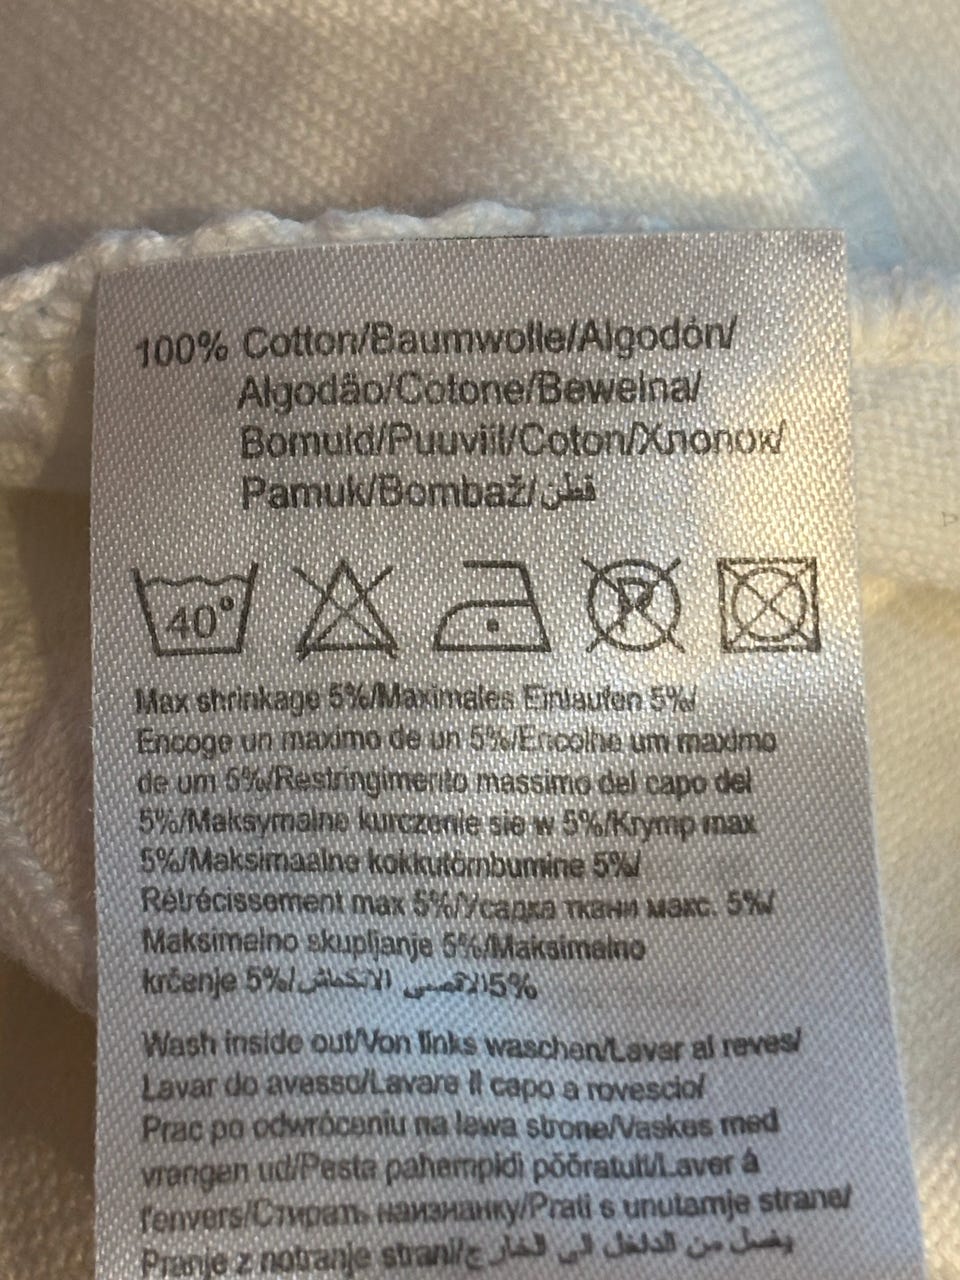 100% Cotton/Baumwolle/Algodón/
Algodão/Cotone/Bewelna/
Bomuld/Puuvill/Coton/Хлопок/
Pamuk/Bombaž/قطن
40°
P
Max shrinkage 5%/Maximales Einlaufen 5%/
Encoge un maximo de un 5%/Encolhe um maximo
de um 5%/Restringimento massimo del capo del
5%/Maksymalne kurczenie sie w 5%/Krymp max
5%/Maksimaalne kokkutõmbumine 5%/
Rétrécissement max 5%/Усадка ткани макс. 5%/
Maksimalno skupljanje 5%/Maksimalno
krčenje 5%/الانكماش الاقصى 5%
Wash inside out/Von links waschen/Lavar al reves/
Lavar do avesso/Lavare il capo a rovescio/
Prac po odwróceniu na lewa strone/Vaskes med
vrangen ud/Pesta pahempidi pööratult/Laver à
l'envers/Стирать наизнанку/Prati s unutarnje strane/
Pranje z notranje strani/يغسل من الداخل الى الخارج